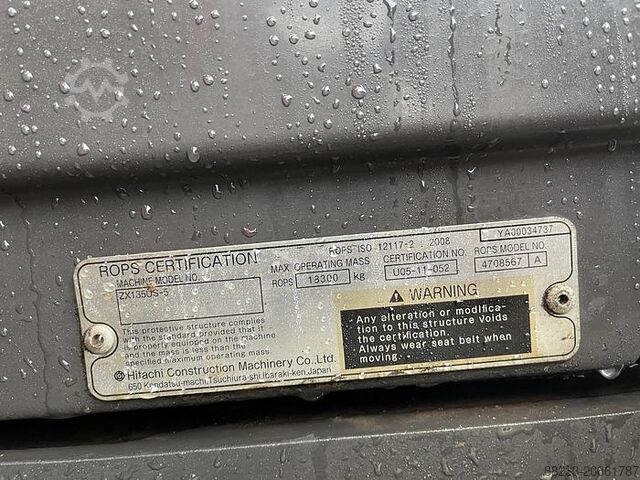 ROPS CERTIFICATION
ROPS ISO 12117-2 : 2008
YA00034737
MACHINE MODEL NO.
ZX135US-5
MAX. OPERATING MASS
ROPS 13300 kg
CERTIFICATION NO.
U05-11-052
ROPS MODEL NO.
4708567 A
This protective structure complies
with the standard provided that it
is properly equipped on the machine
and the mass is less than the
specified maximum operating mass.
Hitachi Construction Machinery Co.,Ltd.
650 Kandatsu-machi,Tsuchiura-shi,Ibaraki-ken,Japan
WARNING
Any alteration or modifica-
tion to this structure voids
the certification.
Always wear seat belt when
moving.